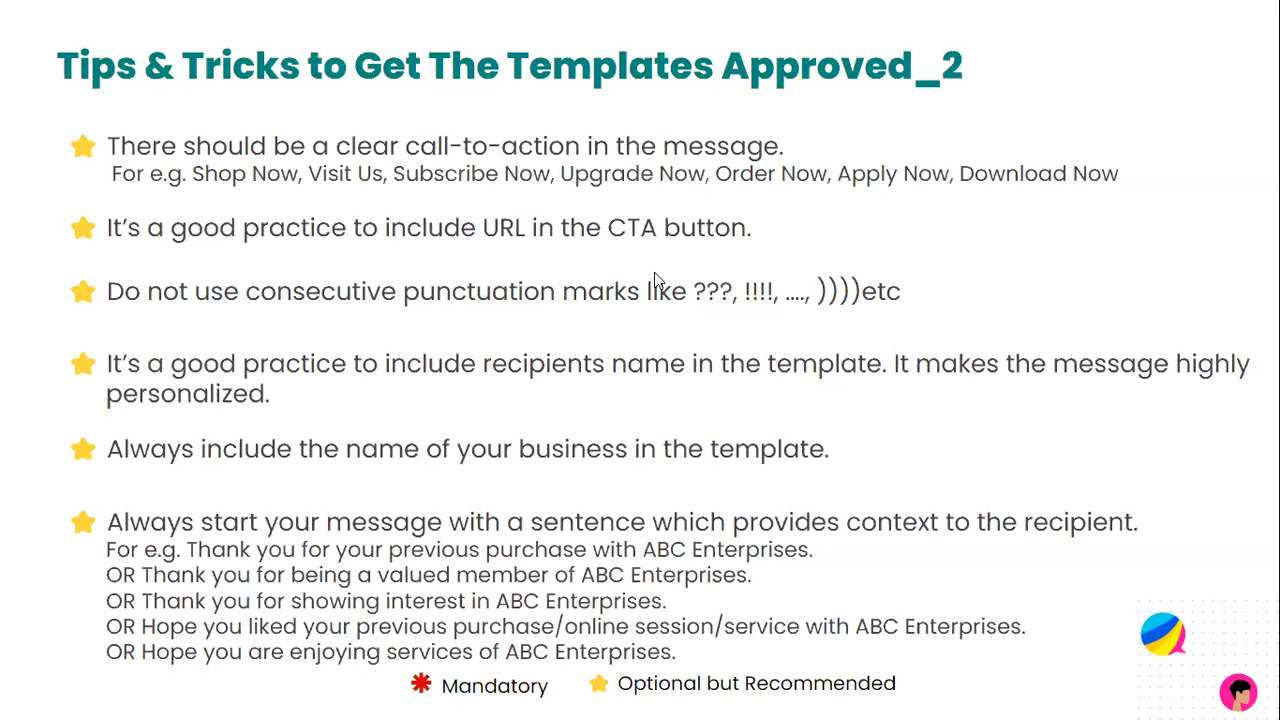 Tips & Tricks to Get The Templates Approved_2
There should be a clear call-to-action in the message.
For e.g. Shop Now, Visit Us, Subscribe Now, Upgrade Now, Order Now, Apply Now, Download Now
It's a good practice to include URL in the CTA button.
Do not use consecutive punctuation marks like ???, !!!!, ...., ))))etc
It's a good practice to include recipients name in the template. It makes the message highly
personalized.
Always include the name of your business in the template.
Always start your message with a sentence which provides context to the recipient.
For e.g. Thank you for your previous purchase with ABC Enterprises.
OR Thank you for being a valued member of ABC Enterprises.
OR Thank you for showing interest in ABC Enterprises.
OR Hope you liked your previous purchase/online session/service with ABC Enterprises.
OR Hope you are enjoying services of ABC Enterprises.
Mandatory
Optional but Recommended